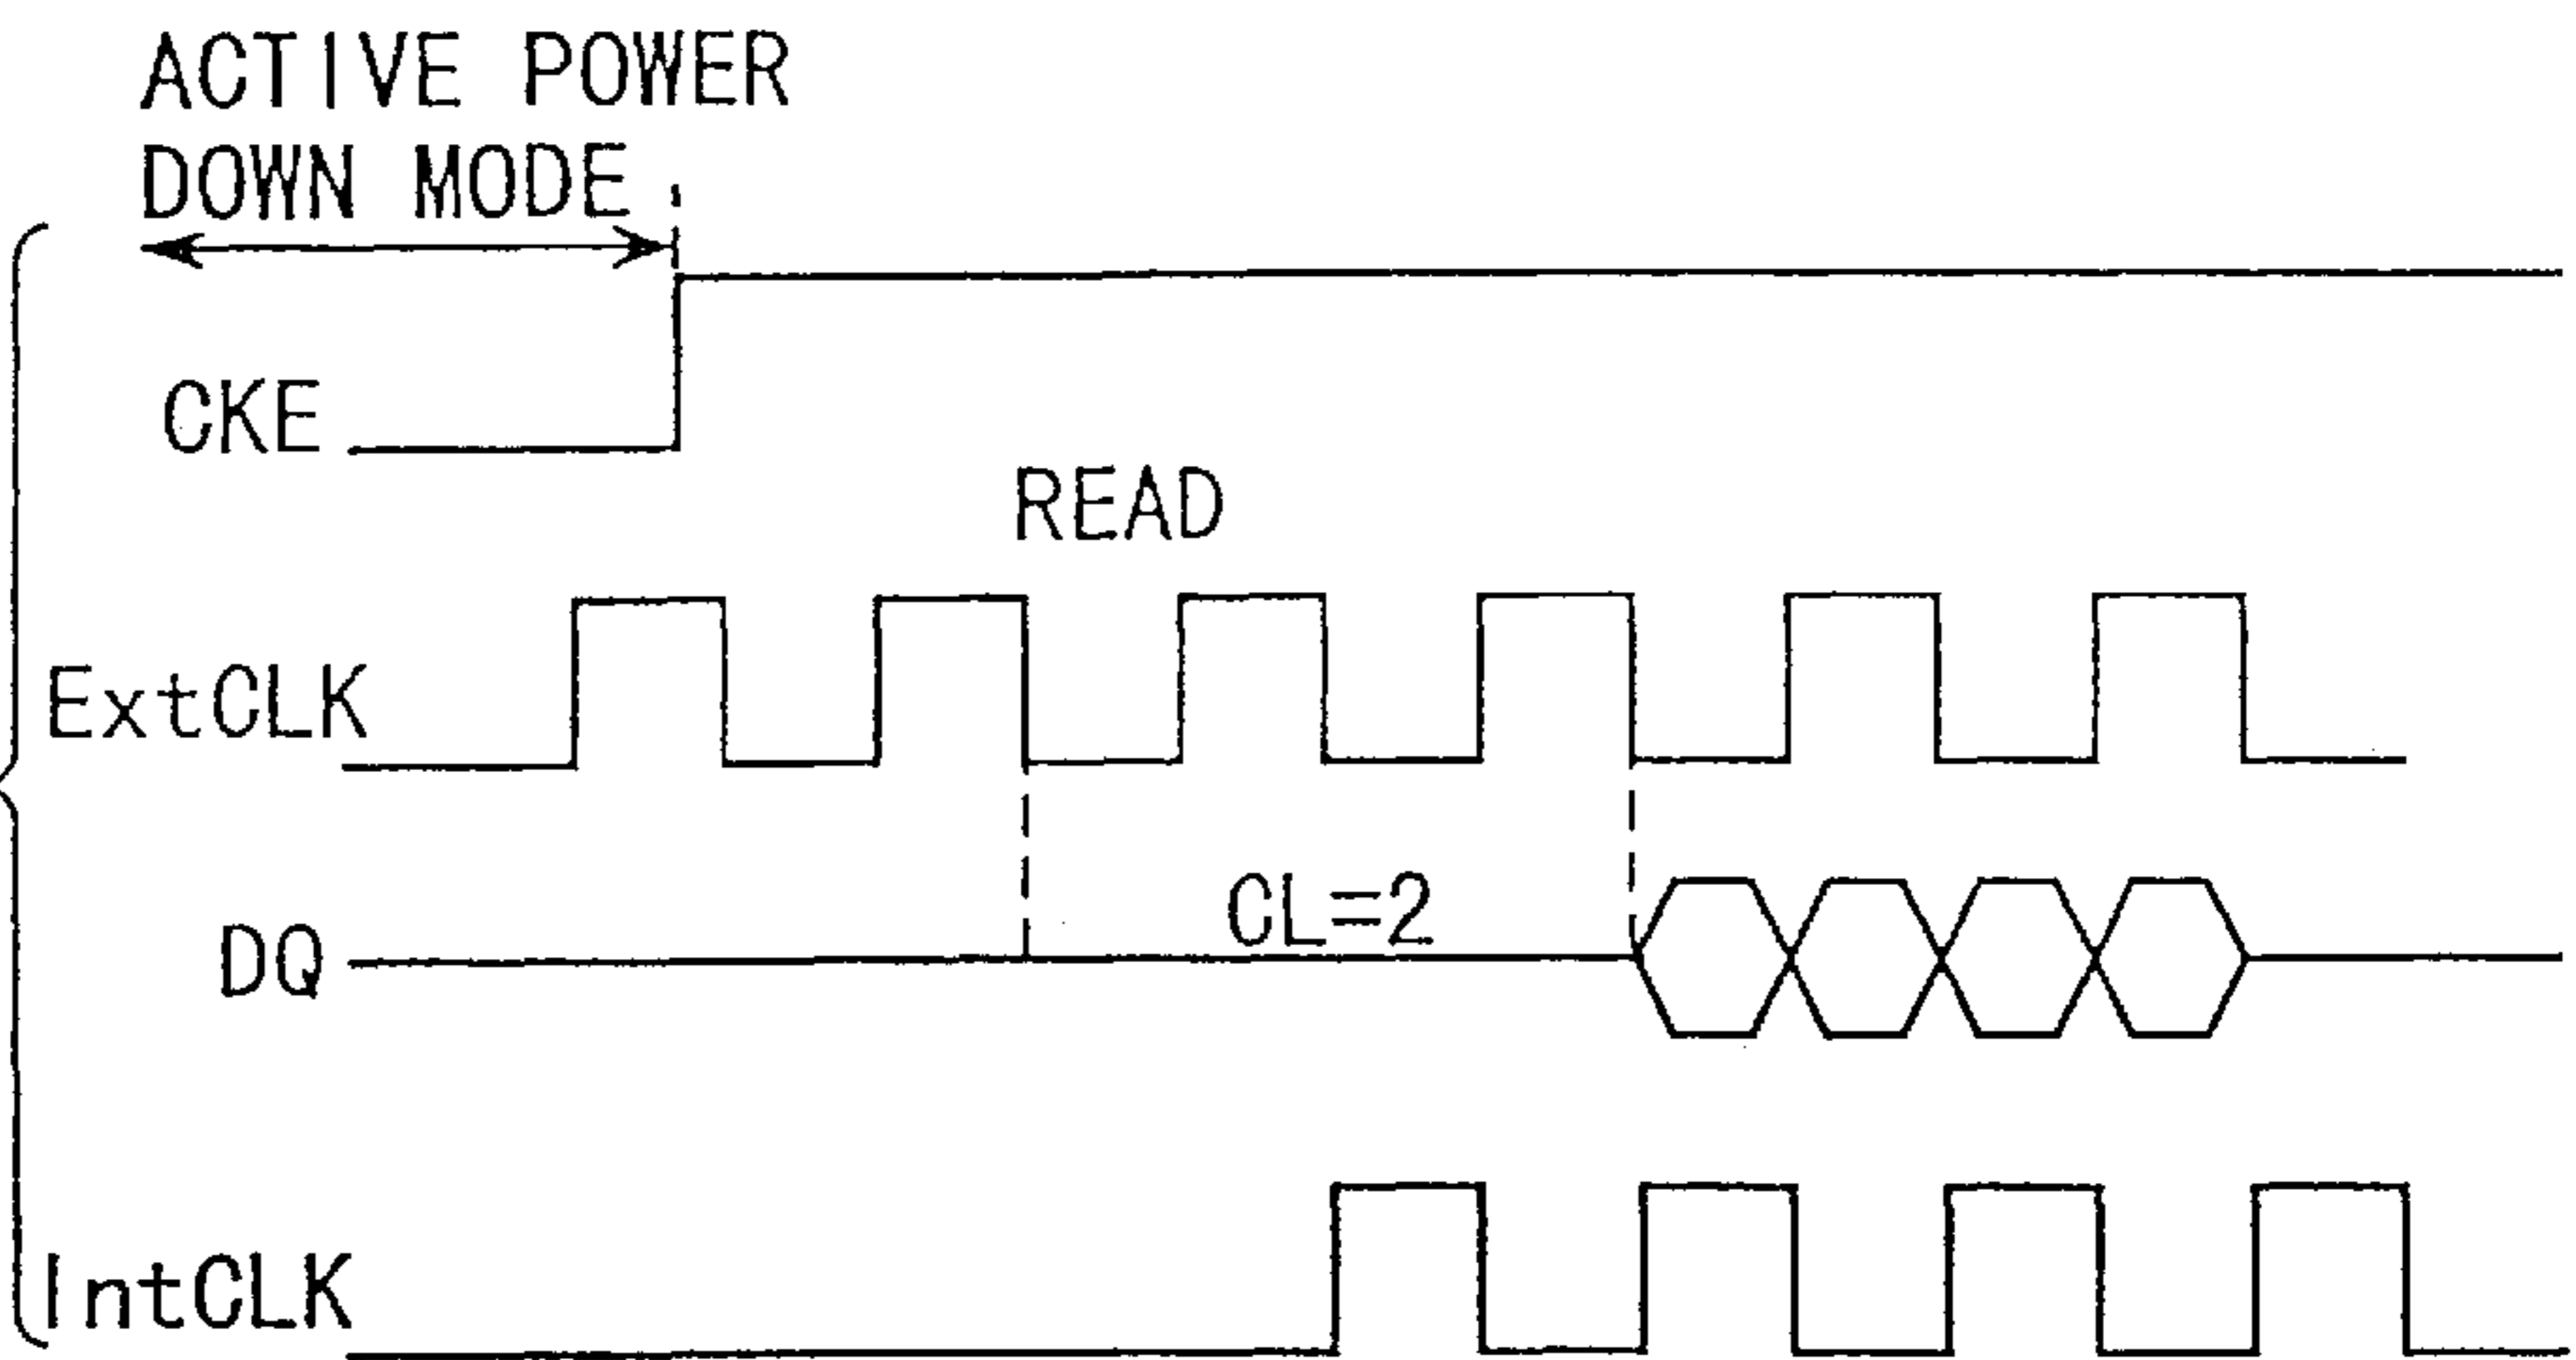 ACTIVE POWER
DOWN MODE
CKE
READ
ExtCLK
CL=2
DQ
IntCLK